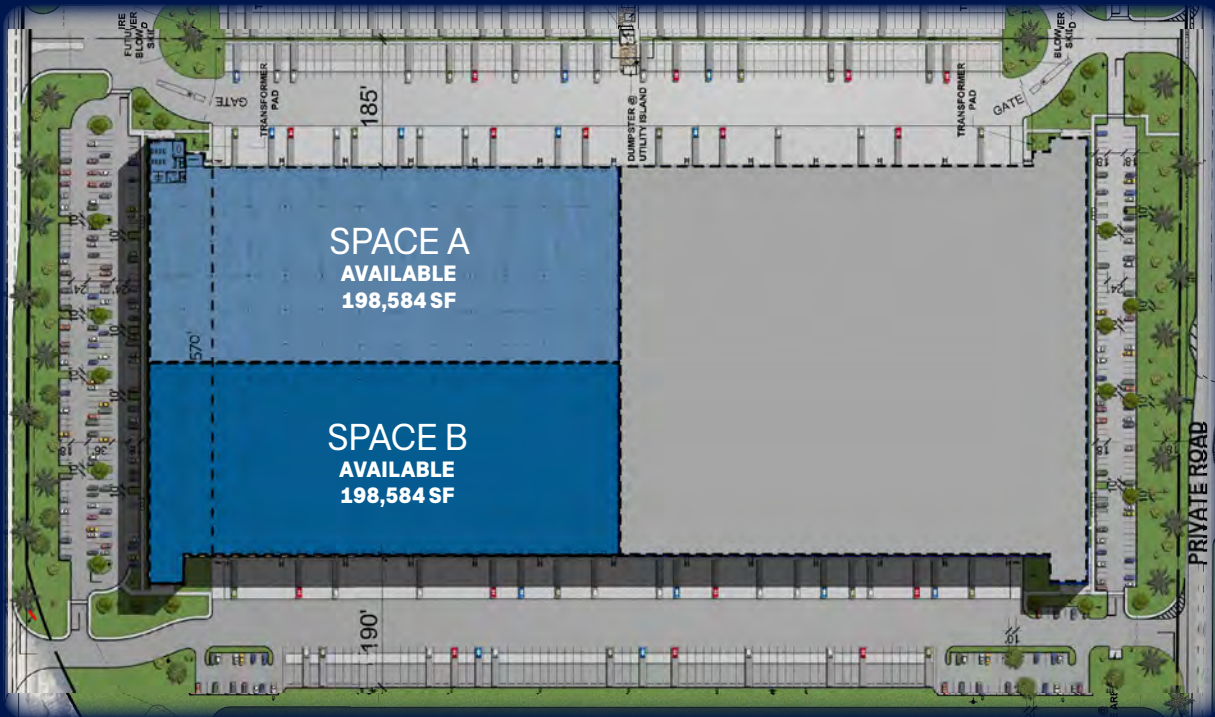 FUTURE
BLOWER
SKID
BLOWER
SKID
GATE
TRANSFORMER
PAD
185'
DUMPSTER @
UTILITY ISLAND
TRANSFORMER
PAD
GATE
SPACE A
AVAILABLE
198,584 SF
570'
SPACE B
AVAILABLE
198,584 SF
PRIVATE ROAD
190'